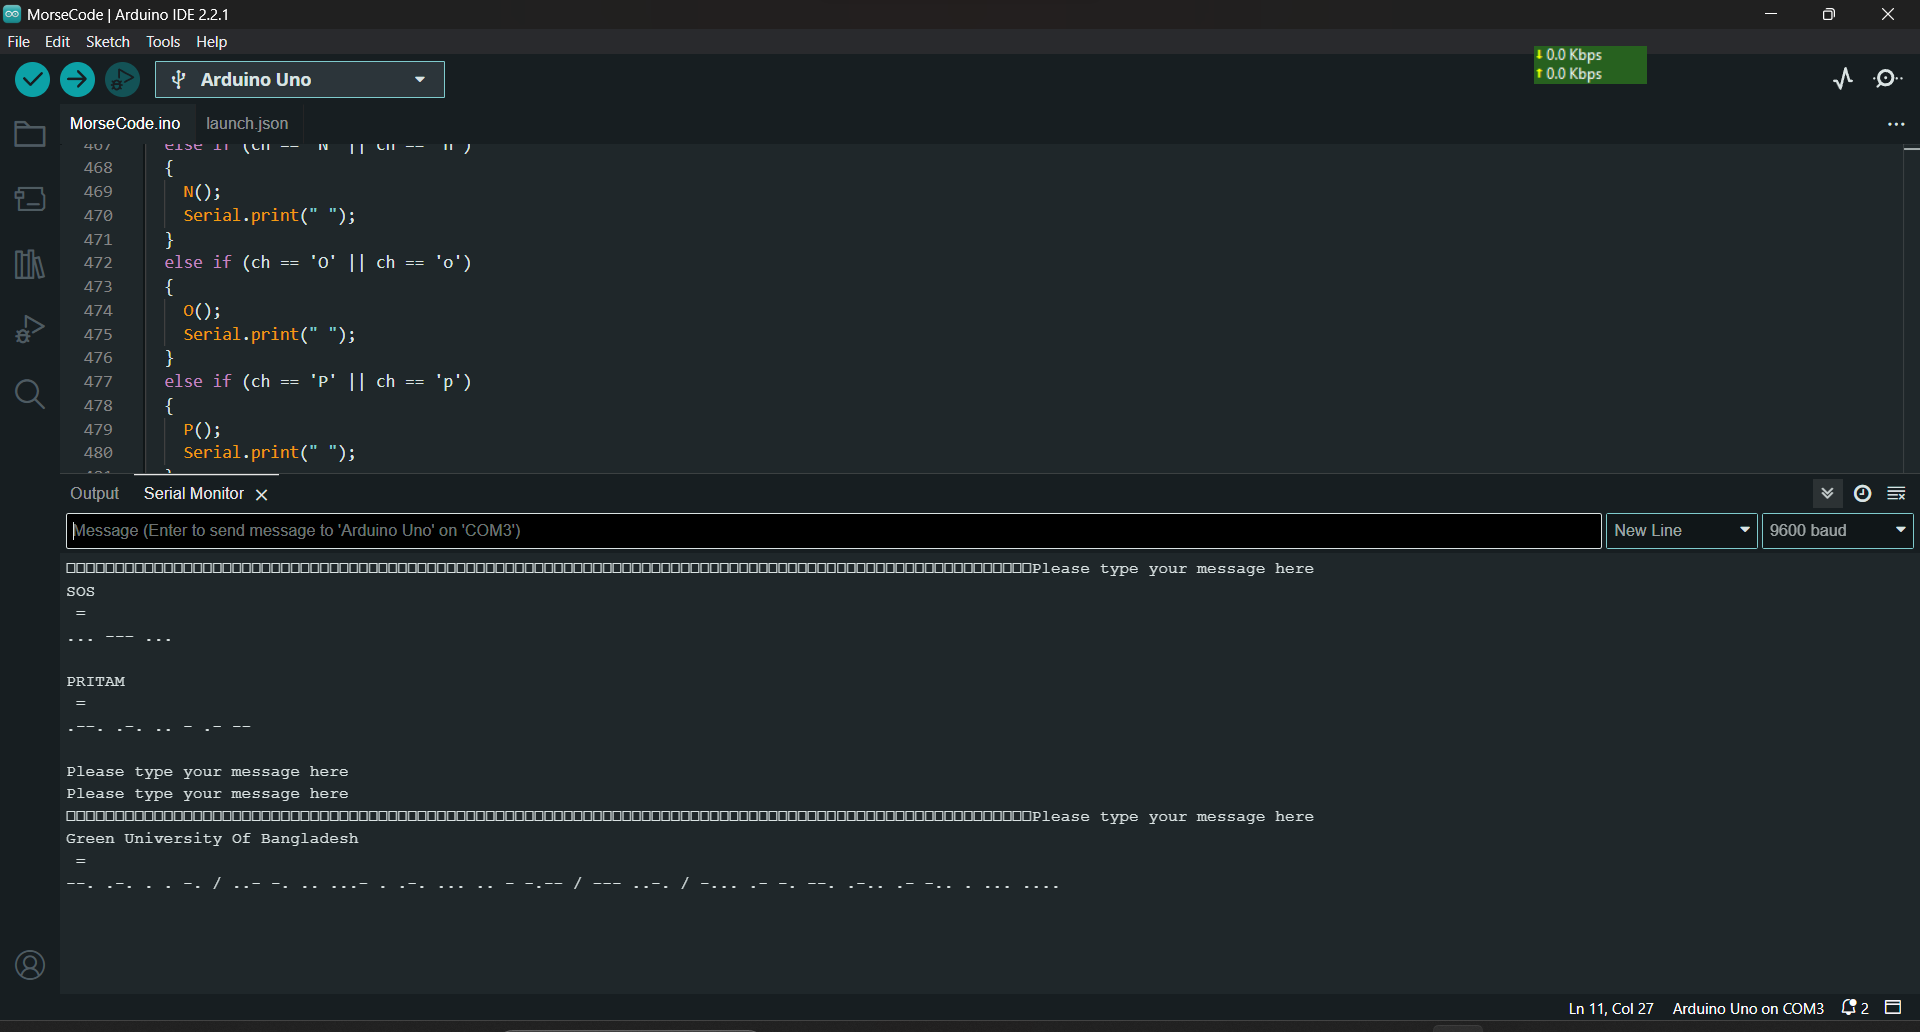 MorseCode | Arduino IDE 2.2.1
File Edit Sketch Tools Help
0.0 Kbps
0.0 Kbps
Arduino Uno
MorseCode.ino launch.json
467 else if (ch == 'N' || ch == 'n')
468 {
469 N();
470 Serial.print(" ");
471 }
472 else if (ch == 'O' || ch == 'o')
473 {
474 O();
475 Serial.print(" ");
476 }
477 else if (ch == 'P' || ch == 'p')
478 {
479 P();
480 Serial.print(" ");
481 }
Output Serial Monitor
Message (Enter to send message to 'Arduino Uno' on 'COM3')
New Line 9600 baud
Please type your message here
SOS
=
... --- ...
PRITAM
=
.--. .-. .. - .- --
Please type your message here
Please type your message here
Please type your message here
Green University Of Bangladesh
=
--. .-. . . -. / ..- -. .. ...- . .-. ... .. - -.-- / --- ..-. / -... .- -. --. .-.. .- -.. . ... ....
Ln 11, Col 27 Arduino Uno on COM3 2